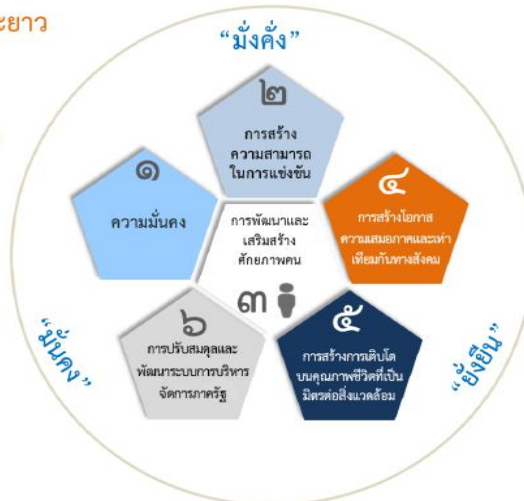 ะยาว
“มั่งคั่ง”
๒
การสร้าง
ความสามารถ
ในการแข่งขัน
๑
ความมั่นคง
๔
การสร้างโอกาส
ความเสมอภาคและเท่า
เทียมกันทางสังคม
การพัฒนาและ
เสริมสร้าง
ศักยภาพคน
๓
๖
การปรับสมดุลและ
พัฒนาระบบการบริหาร
จัดการภาครัฐ
๕
การสร้างการเติบโต
บนคุณภาพชีวิตที่เป็น
มิตรต่อสิ่งแวดล้อม
“มั่นคง”
“ยั่งยืน”